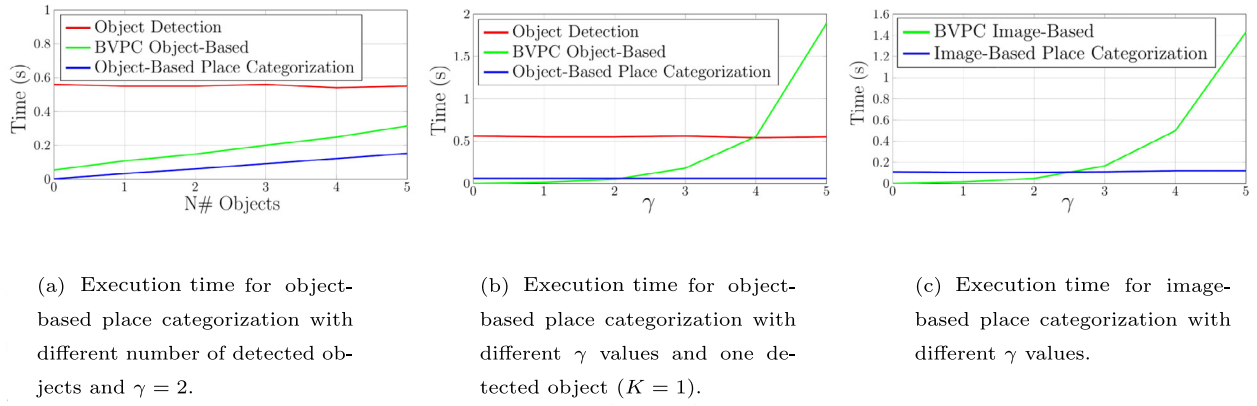 1
0.8
0.6
0.4
0.2
0
Time (s)
Object Detection
BVPC Object-Based
Object-Based Place Categorization
0 1 2 3 4 5
N# Objects
2
1.5
1
0.5
0
Time (s)
Object Detection
BVPC Object-Based
Object-Based Place Categorization
0 1 2 3 4 5
γ
1.6
1.4
1.2
1
0.8
0.6
0.4
0.2
0
Time (s)
BVPC Image-Based
Image-Based Place Categorization
0 1 2 3 4 5
γ
(a) Execution time for object-
based place categorization with
different number of detected ob-
jects and γ = 2.
(b) Execution time for object-
based place categorization with
different γ values and one de-
tected object (K = 1).
(c) Execution time for image-
based place categorization with
different γ values.